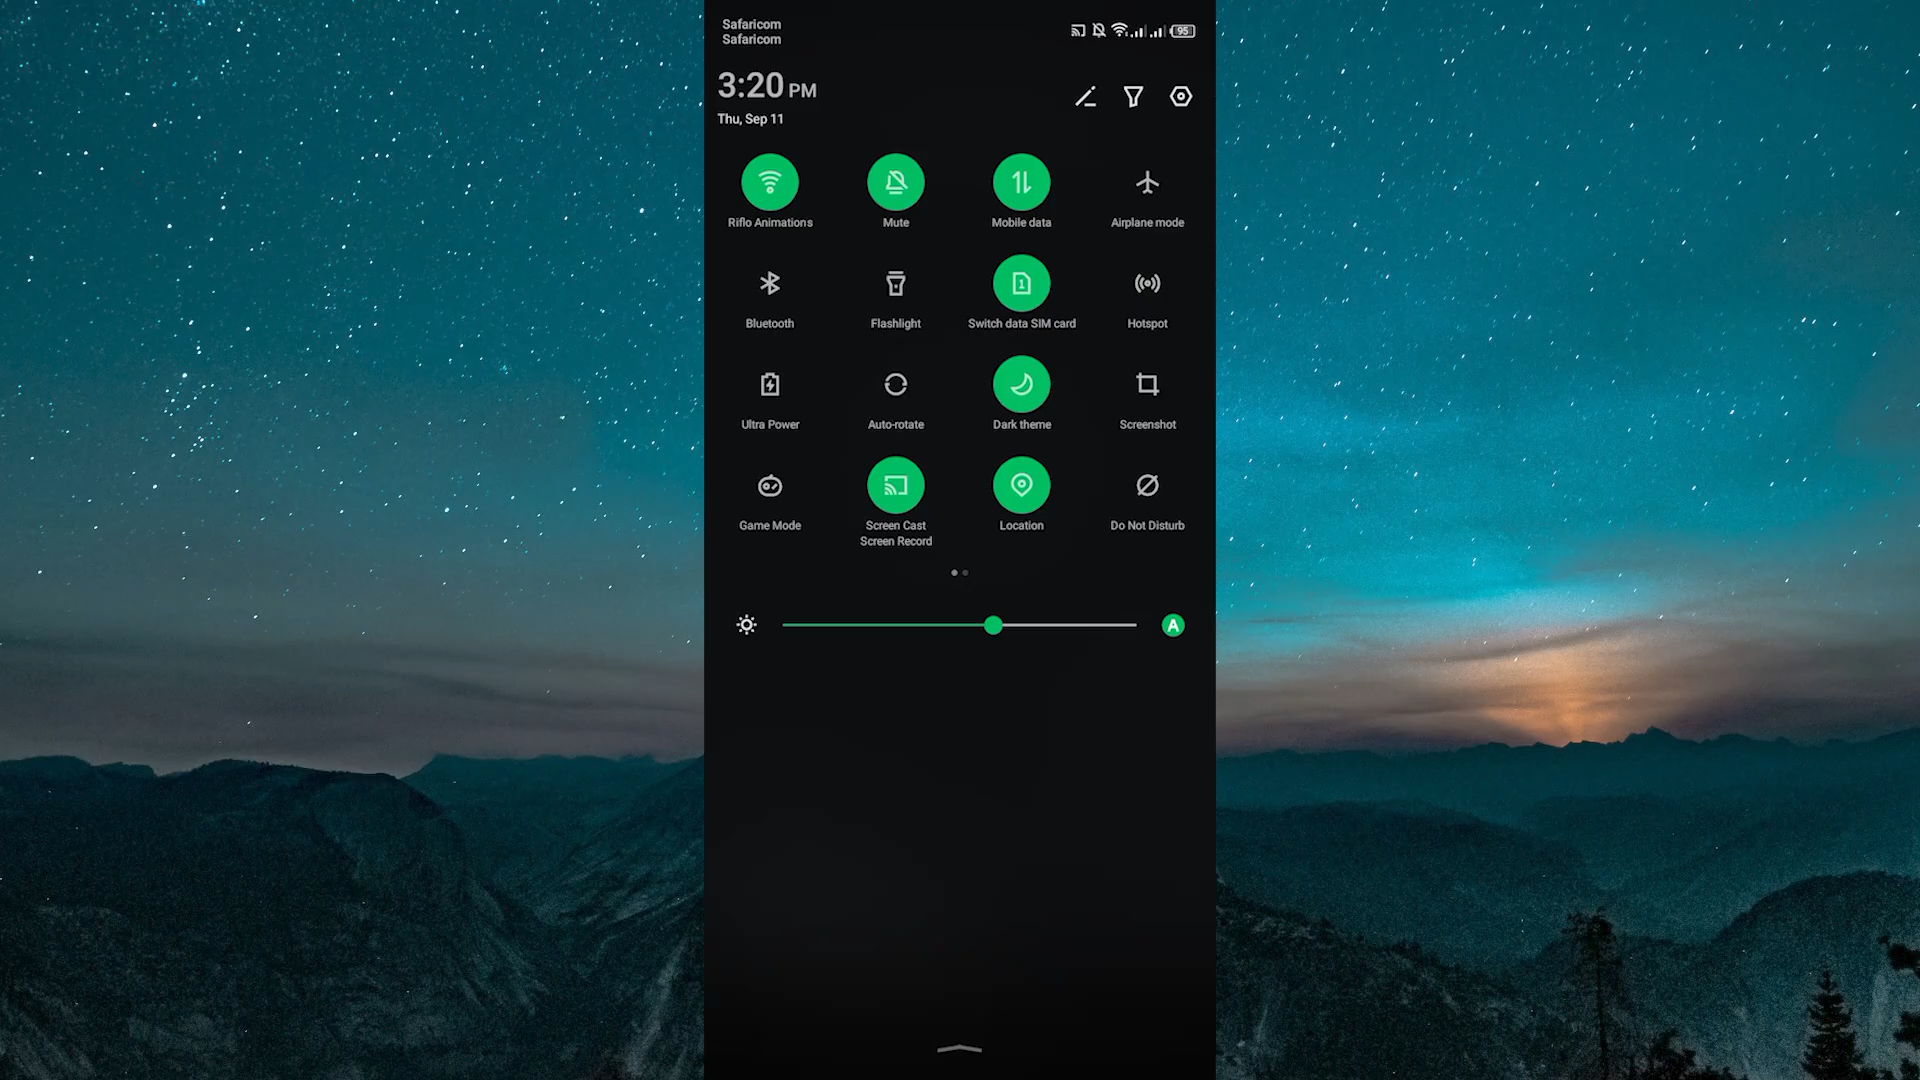 Safaricom
Safaricom
95
3:20 PM
Thu, Sep 11
Riflo Animations
Mute
Mobile data
Airplane mode
1
Bluetooth
Flashlight
Switch data SIM card
Hotspot
Ultra Power
Auto-rotate
Dark theme
Screenshot
Game Mode
Screen Cast
Screen Record
Location
Do Not Disturb
A